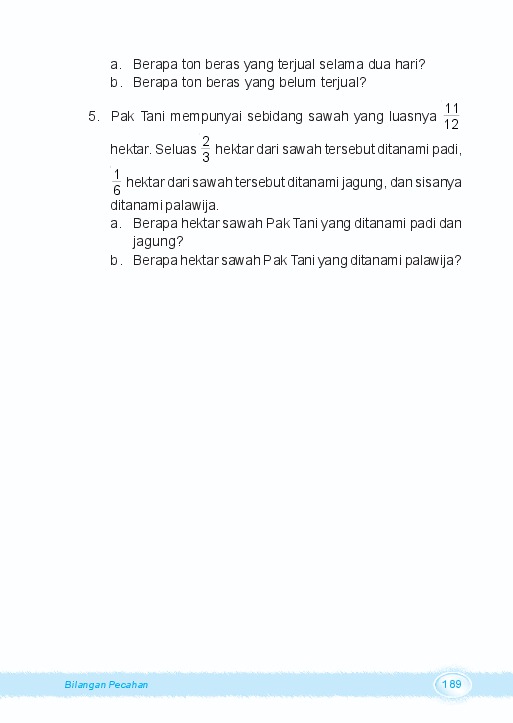 a. Berapa ton beras yang terjual selama dua hari?
b. Berapa ton beras yang belum terjual?
5. Pak Tani mempunyai sebidang sawah yang luasnya 11/12
hektar. Seluas 2/3 hektar dari sawah tersebut ditanami padi,
1/6 hektar dari sawah tersebut ditanami jagung, dan sisanya
ditanami palawija.
a. Berapa hektar sawah Pak Tani yang ditanami padi dan
jagung?
b. Berapa hektar sawah Pak Tani yang ditanami palawija?
Bilangan Pecahan 189